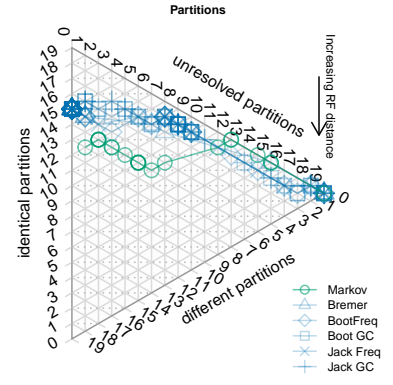 Partitions
0 1 2 3 4 5 6 7 8 9 10 11 12 13 14 15 16 17 18 19
unresolved partitions
Increasing RF distance
19
18
17
16
15
14
13
12
11
10
9
8
7
6
5
4
3
2
1
0
identical partitions
19 18 17 16 15 14 13 12 11 10 9 8 7 6 5 4 3 2 1 0
different partitions
Markov
Bremer
BootFreq
Boot GC
Jack Freq
Jack GC